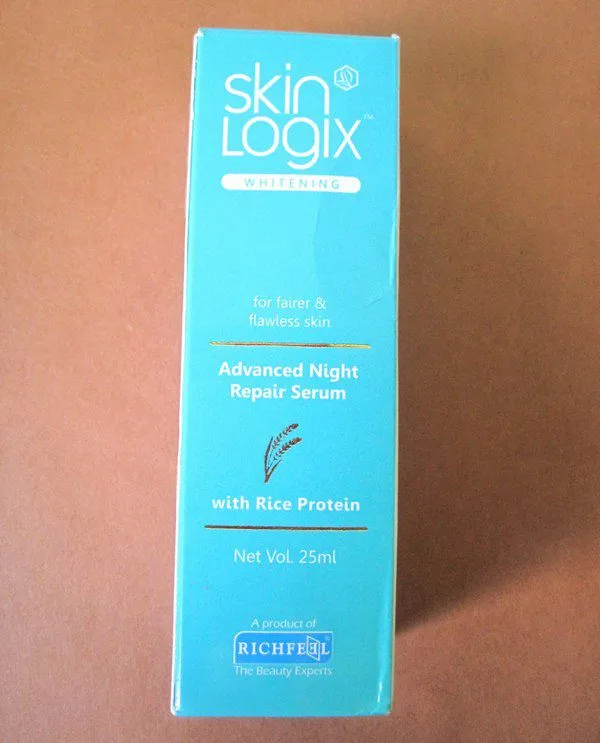 skin
LOGIX™
WHITENING
for fairer &
flawless skin
Advanced Night
Repair Serum
with Rice Protein
Net Vol. 25ml
A product of
RICHFEEL
The Beauty Experts